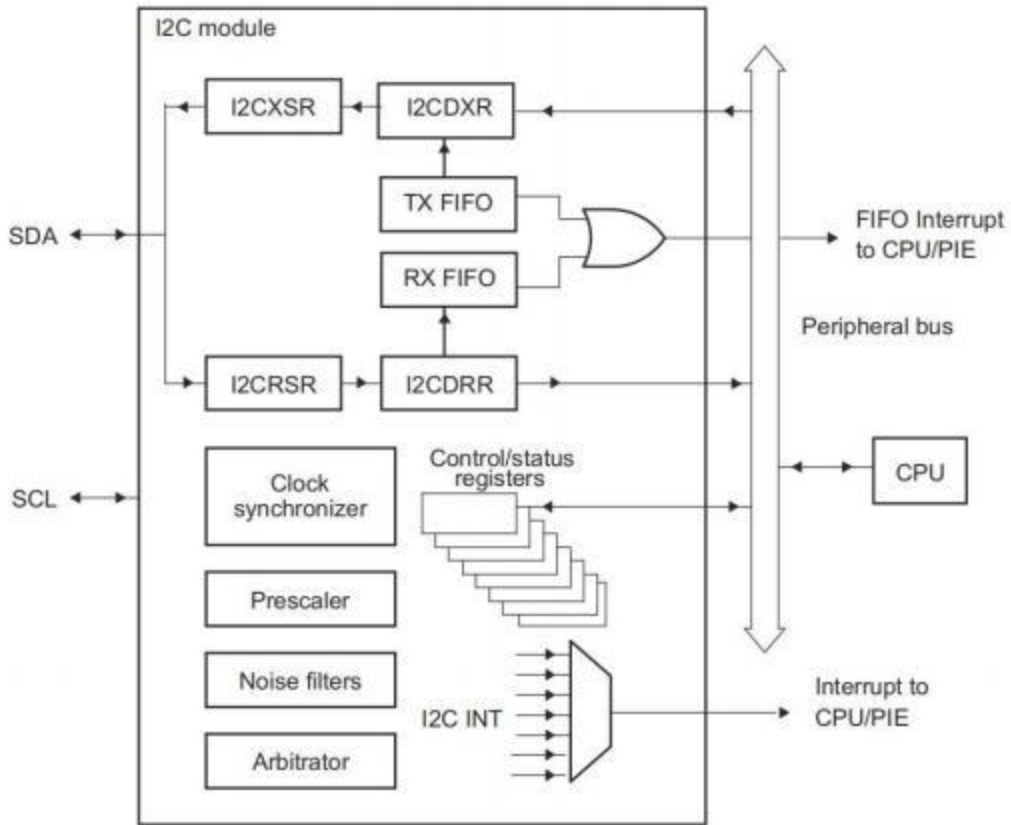 I2C module
I2CXSR
I2CDXR
TX FIFO
SDA
FIFO Interrupt
to CPU/PIE
RX FIFO
Peripheral bus
I2CRSR
I2CDRR
Control/status
registers
Clock
synchronizer
SCL
CPU
Prescaler
Noise filters
I2C INT
Interrupt to
CPU/PIE
Arbitrator